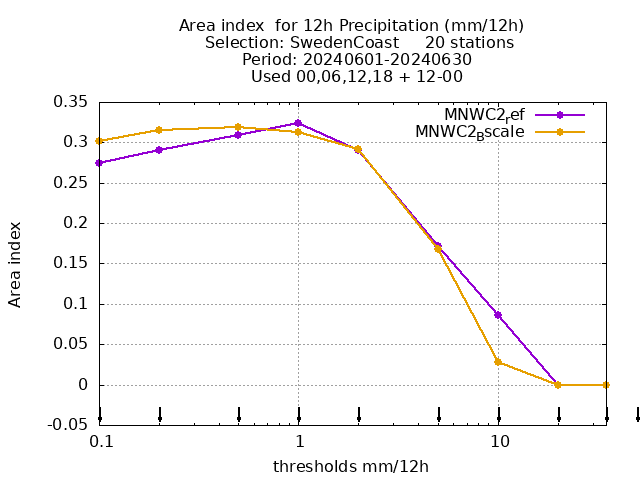 Area index  for 12h Precipitation (mm/12h)
Selection: SwedenCoast     20 stations
Period: 20240601-20240630
Used 00,06,12,18 + 12-00
MNWC2_ref
MNWC2_Bscale
0.35
0.3
0.25
0.2
0.15
0.1
0.05
0
-0.05
Area index
0.1 1 10
thresholds mm/12h